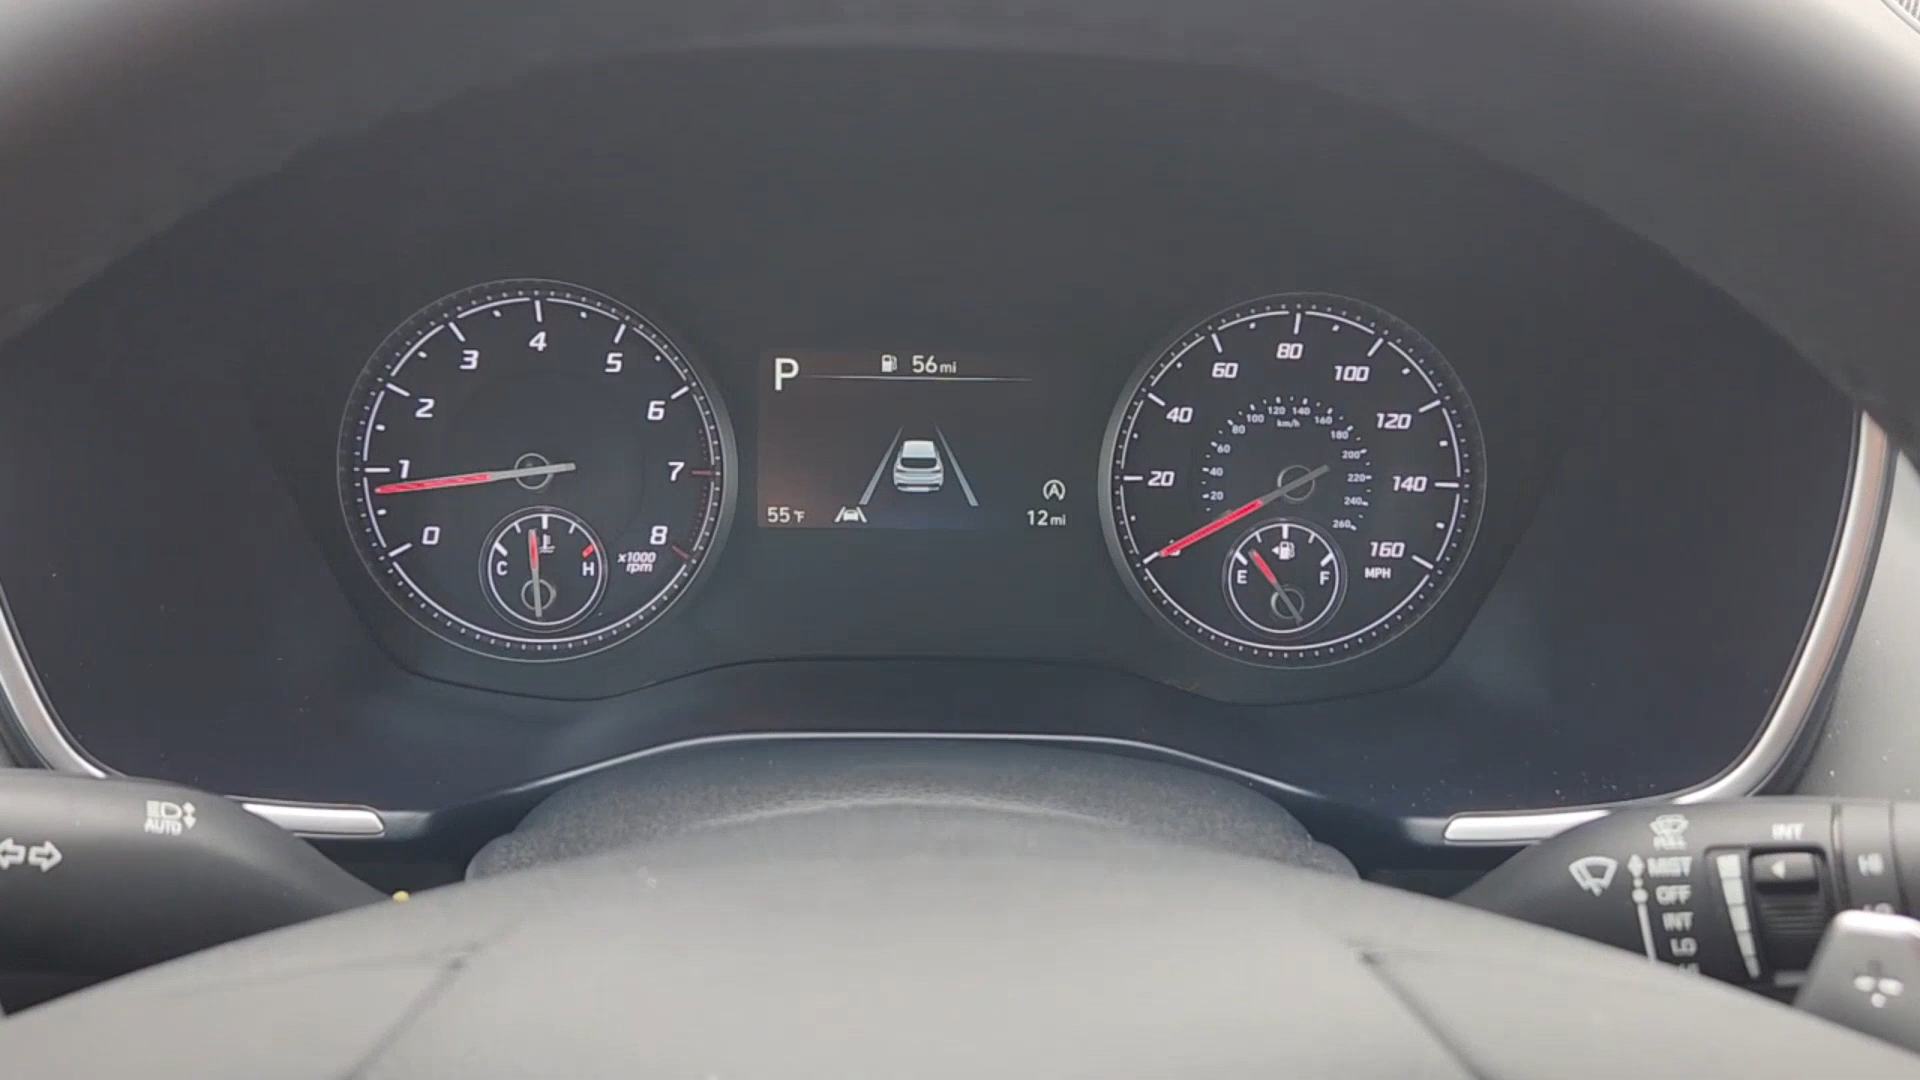 4
3
5
2
6
1
7
0
8
x1000
rpm
C
H
P
56mi
55°F
12mi
80
60
100
40
120
20
140
160
MPH
100 120 140
80 km/h 160
60 180
40 200
20 220
240
260
E
F
AUTO
INT
MIST
HI
OFF
INT
LO